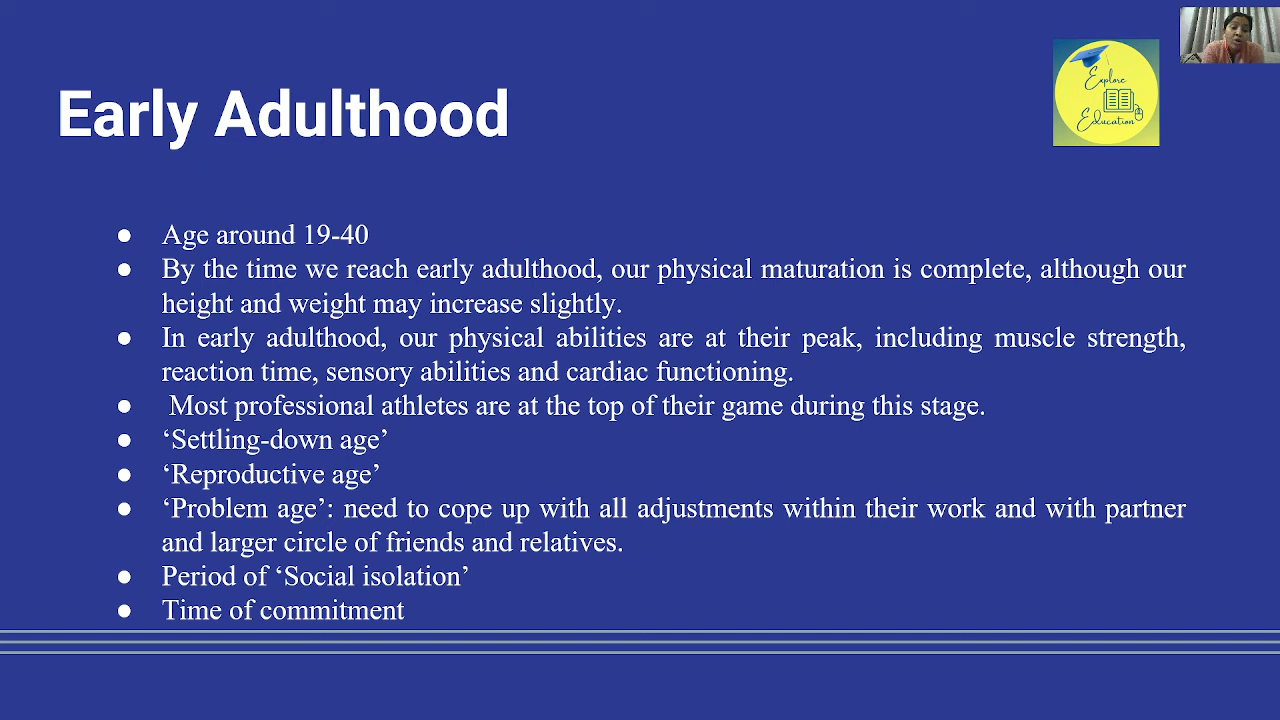 Early Adulthood
Explore
Education
● Age around 19-40
● By the time we reach early adulthood, our physical maturation is complete, although our
height and weight may increase slightly.
● In early adulthood, our physical abilities are at their peak, including muscle strength,
reaction time, sensory abilities and cardiac functioning.
● Most professional athletes are at the top of their game during this stage.
● ‘Settling-down age’
● ‘Reproductive age’
● ‘Problem age’: need to cope up with all adjustments within their work and with partner
and larger circle of friends and relatives.
● Period of ‘Social isolation’
● Time of commitment